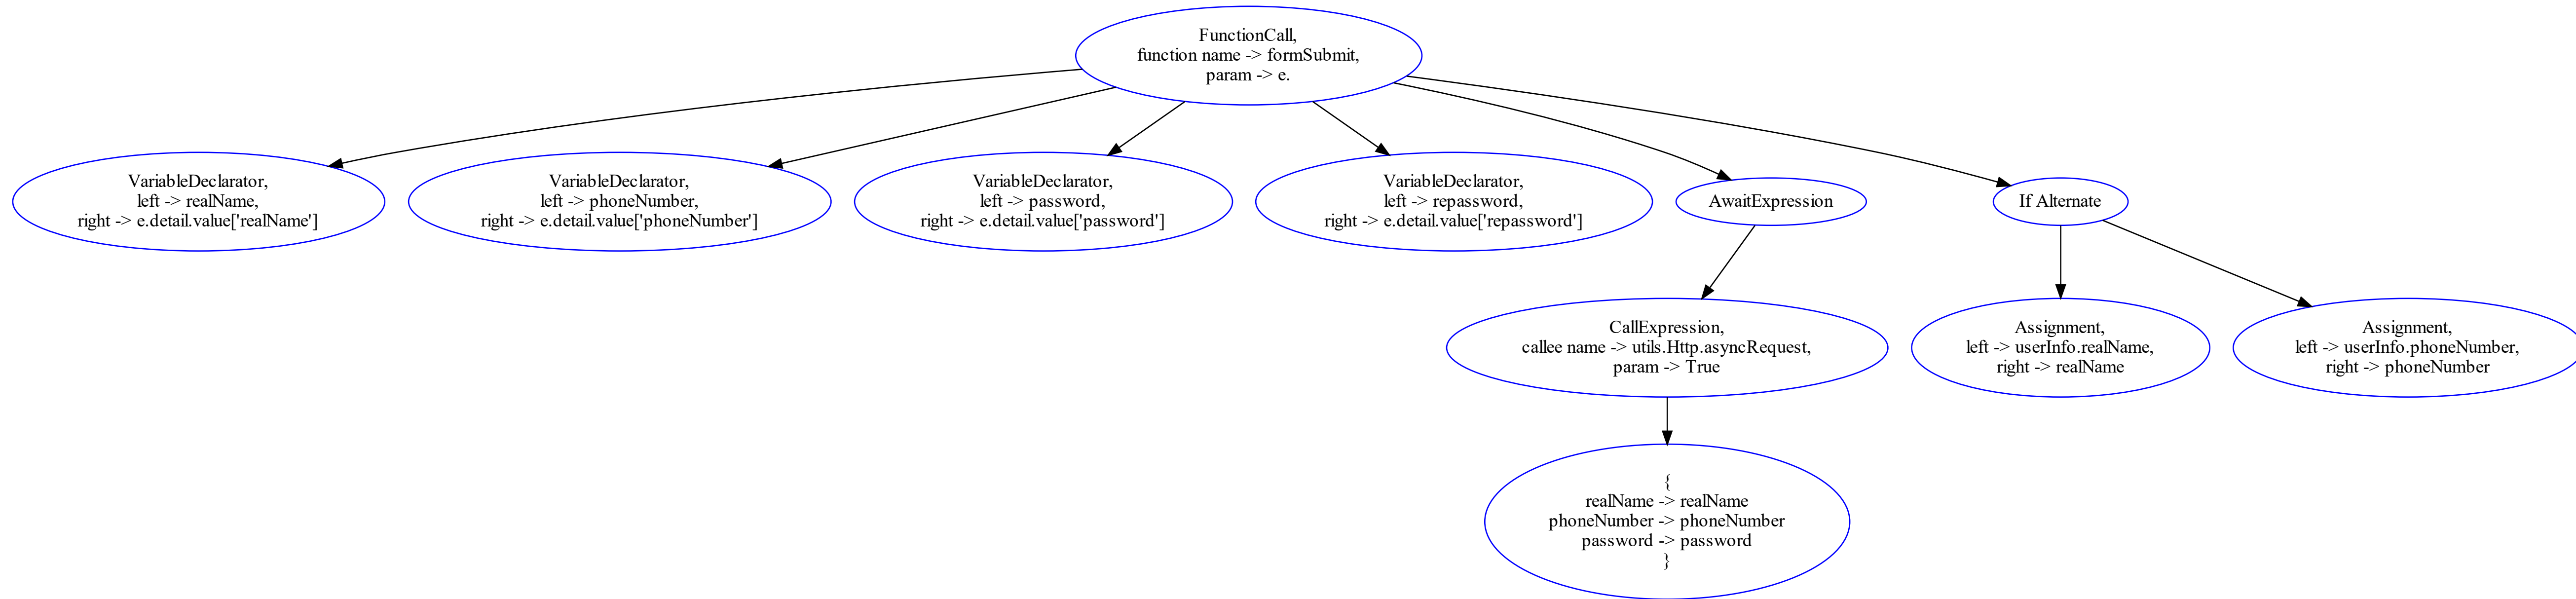 FunctionCall,
function name -> formSubmit,
param -> e.
VariableDeclarator,
left -> realName,
right -> e.detail.value['realName']
VariableDeclarator,
left -> phoneNumber,
right -> e.detail.value['phoneNumber']
VariableDeclarator,
left -> password,
right -> e.detail.value['password']
VariableDeclarator,
left -> repassword,
right -> e.detail.value['repassword']
AwaitExpression
If Alternate
CallExpression,
callee name -> utils.Http.asyncRequest,
param -> True
Assignment,
left -> userInfo.realName,
right -> realName
Assignment,
left -> userInfo.phoneNumber,
right -> phoneNumber
{
realName -> realName
phoneNumber -> phoneNumber
password -> password
}